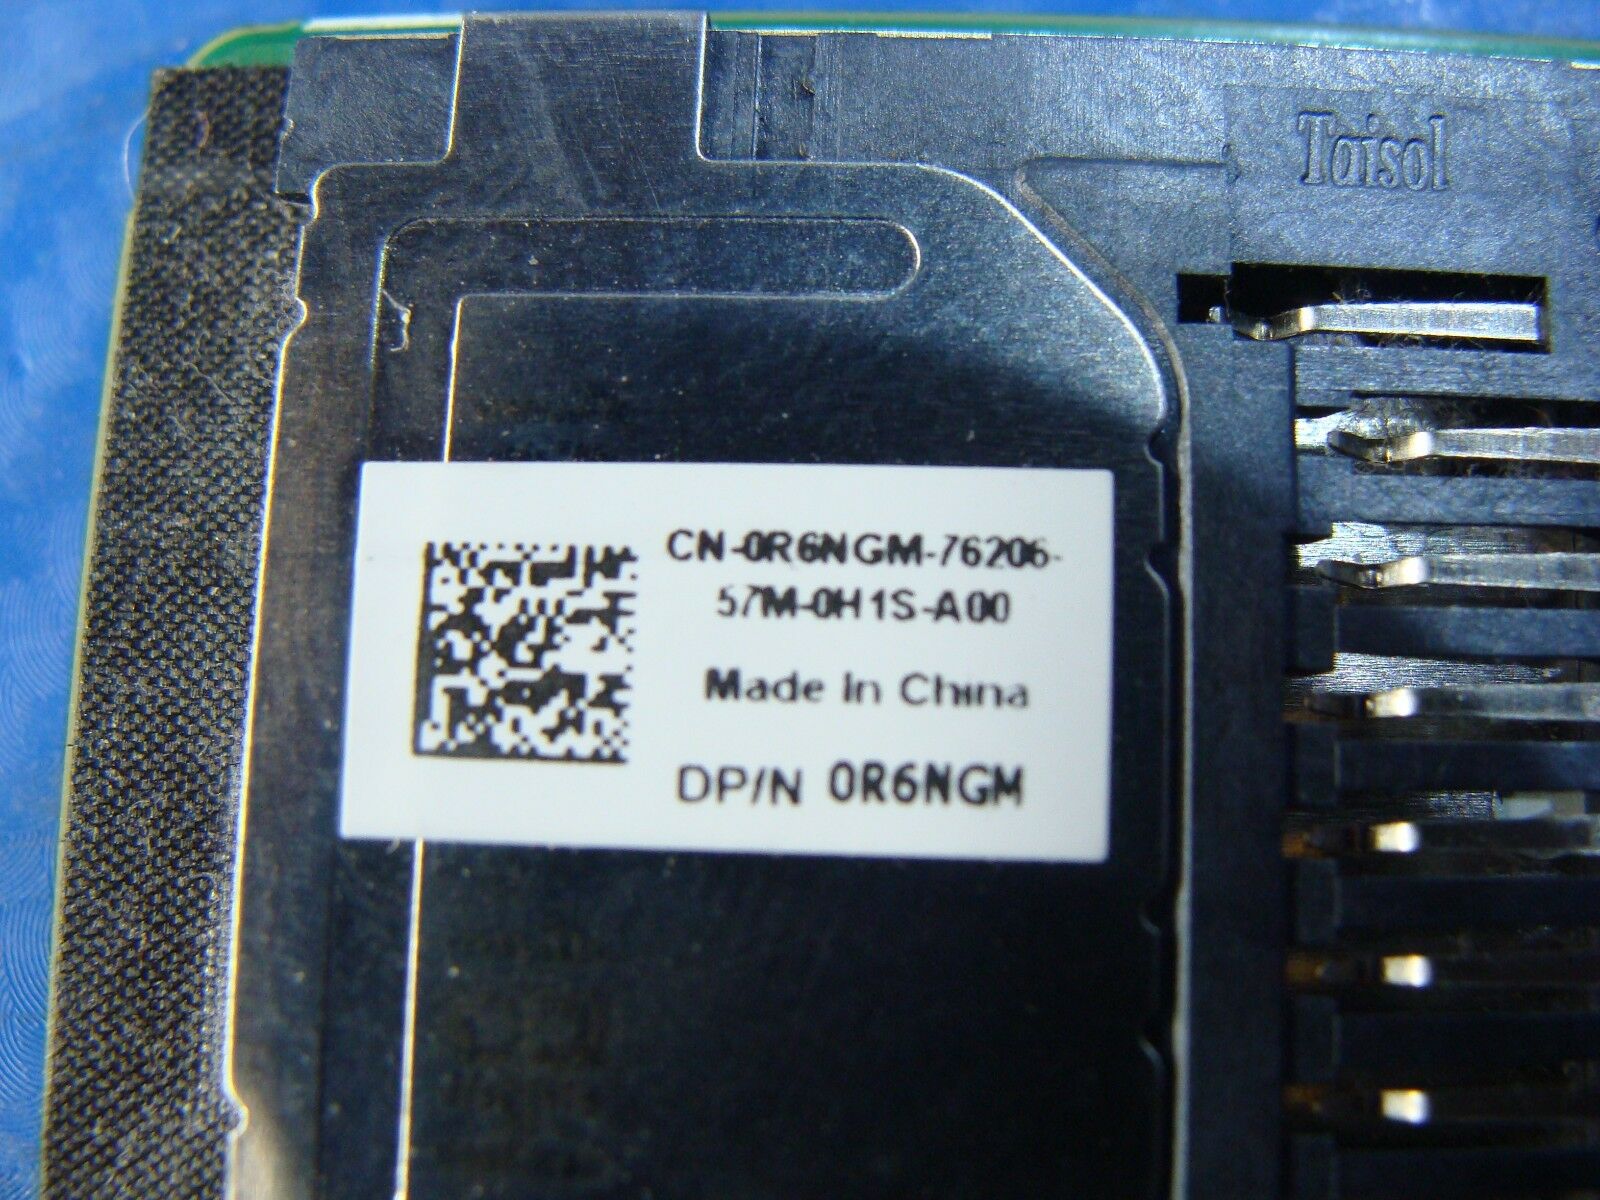 Taisol
CN-0R6NGM-76206-
57M-0H1S-A00
Made In China
DP/N 0R6NGM